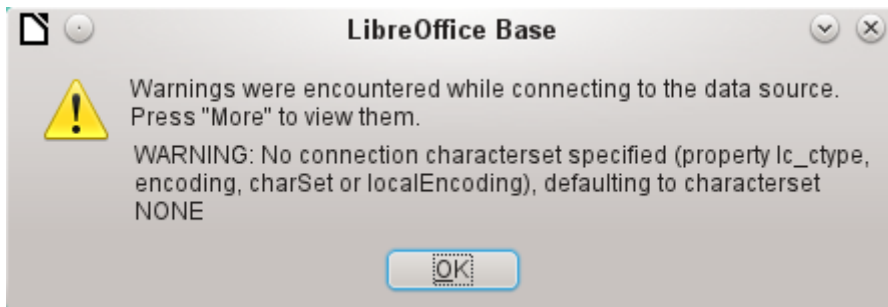 LibreOffice Base
Warnings were encountered while connecting to the data source.
Press "More" to view them.
WARNING: No connection characterset specified (property lc_ctype,
encoding, charSet or localEncoding), defaulting to characterset
NONE
OK